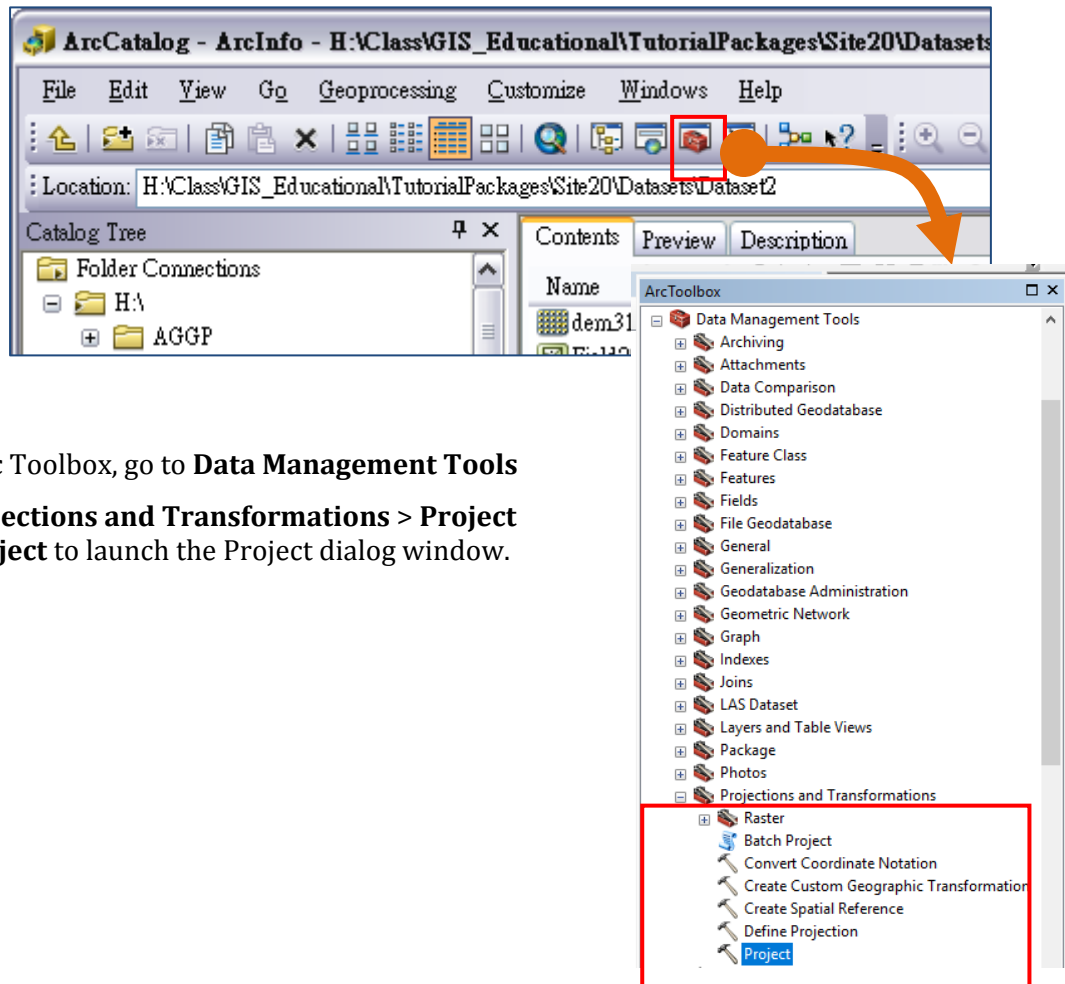 ArcCatalog - ArcInfo - H:\Class\GIS_Educational\TutorialPackages\Site20\Datasets
File Edit View Go Geoprocessing Customize Windows Help
Location: H:\Class\GIS_Educational\TutorialPackages\Site20\Datasets\Dataset2
Catalog Tree
Folder Connections
H:\
AGGP
Contents Preview Description
Name
dem31
ArcToolbox
Data Management Tools
Archiving
Attachments
Data Comparison
Distributed Geodatabase
Domains
Feature Class
Features
Fields
File Geodatabase
General
Generalization
Geodatabase Administration
Geometric Network
Graph
Indexes
Joins
LAS Dataset
Layers and Table Views
Package
Photos
Projections and Transformations
Raster
Batch Project
Convert Coordinate Notation
Create Custom Geographic Transformation
Create Spatial Reference
Define Projection
Project
c Toolbox, go to Data Management Tools
ections and Transformations > Project
ject to launch the Project dialog window.